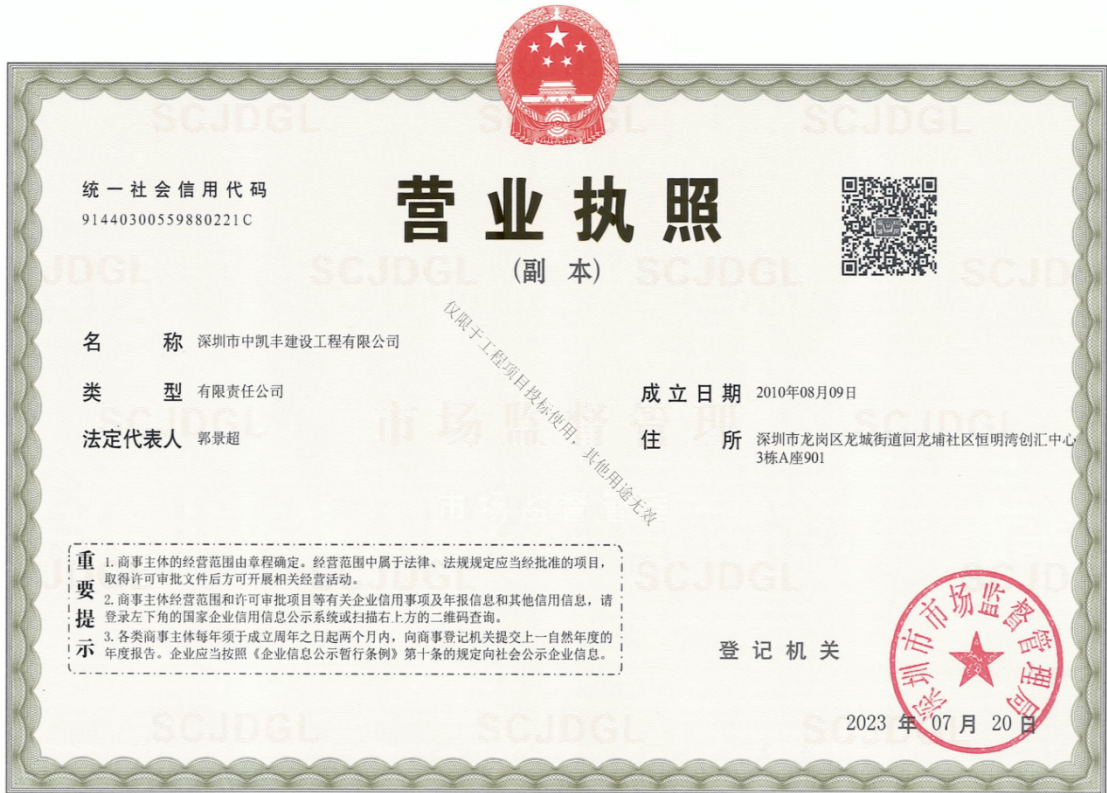 统一社会信用代码
91440300559880221C
营业执照
(副 本)
名 称 深圳市中凯丰建设工程有限公司
类 型 有限责任公司
法定代表人 郭景超
成立日期 2010年08月09日
住 所 深圳市龙岗区龙城街道回龙埔社区恒明湾创汇中心
3栋A座901
仅限于工程项目投标使用，其他用途无效
重要提示
1. 商事主体的经营范围由章程确定。经营范围中属于法律、法规规定应当经批准的项目，
取得许可审批文件后方可开展相关经营活动。
2. 商事主体经营范围和许可审批项目等有关企业信用事项及年报信息和其他信用信息，请
登录左下角的国家企业信用信息公示系统或扫描右上方的二维码查询。
3. 各类商事主体每年须于成立周年之日起两个月内，向商事登记机关提交上一自然年度的
年度报告。企业应当按照《企业信息公示暂行条例》第十条的规定向社会公示企业信息。
登记机关
深圳市市场监督管理局
2023 年 07 月 20 日
SCJDGL
市场监督管理